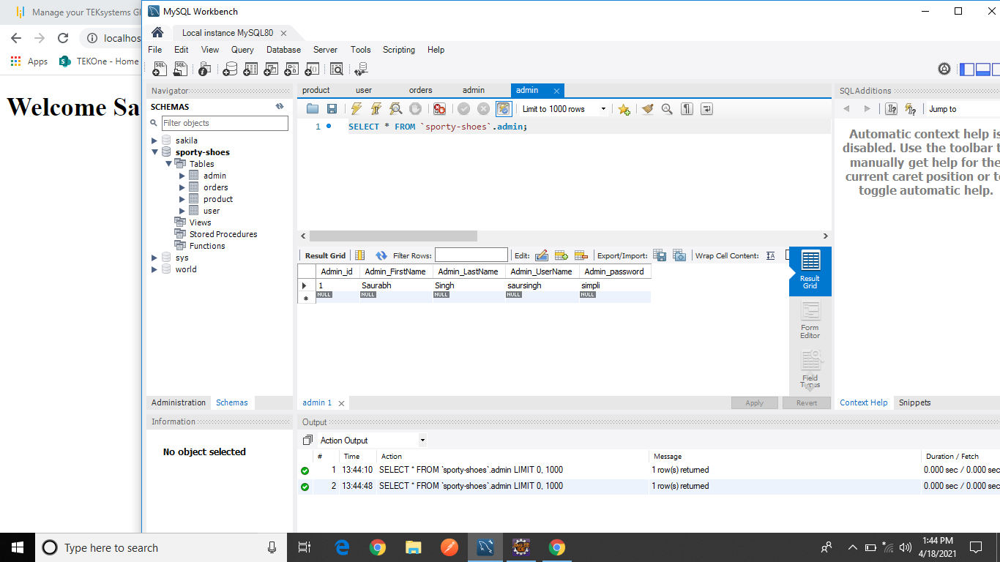 Manage your TEKsystems Gl
MySQL Workbench
localhos
Local instance MySQL80
File Edit View Query Database Server Tools Scripting Help
Apps TEKOne - Home
Welcome Sa
Navigator
product user orders admin admin
SQLAdditions
SCHEMAS
Limit to 1000 rows
Jump to
Filter objects
1 SELECT * FROM `sporty-shoes`.admin;
sakila
sporty-shoes
Tables
admin
orders
product
user
Views
Stored Procedures
Functions
sys
world
Automatic context help is
disabled. Use the toolbar t
manually get help for the
current caret position or to
toggle automatic help.
Result Grid Filter Rows: Edit: Export/Import: Wrap Cell Content:
Admin_id Admin_FirstName Admin_LastName Admin_UserName Admin_password
1 Saurabh Singh saursingh simpli
NULL NULL NULL NULL NULL
Result
Grid
Form
Editor
Field
Types
Administration Schemas
admin 1
Apply Revert
Context Help Snippets
Information
No object selected
Output
Action Output
# Time Action Message Duration / Fetch
1 13:44:10 SELECT * FROM `sporty-shoes`.admin LIMIT 0, 1000 1 row(s) returned 0.000 sec / 0.000 sec
2 13:44:48 SELECT * FROM `sporty-shoes`.admin LIMIT 0, 1000 1 row(s) returned 0.000 sec / 0.000 sec
Type here to search
1:44 PM
4/18/2021